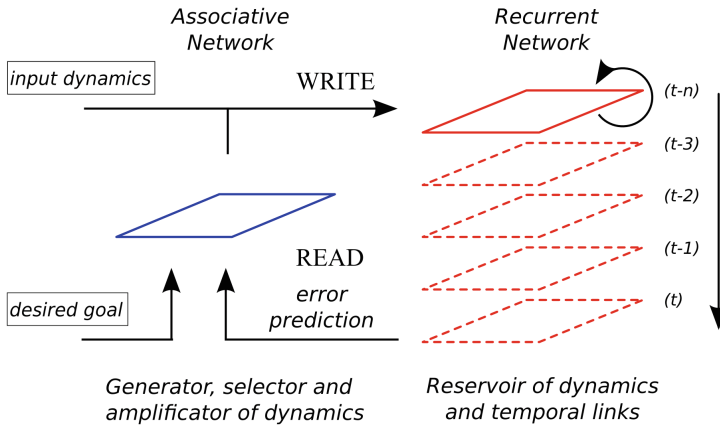 Associative
Network
Recurrent
Network
input dynamics
WRITE
(t-n)
(t-3)
(t-2)
(t-1)
(t)
READ
error
prediction
desired goal
Generator, selector and
amplificator of dynamics
Reservoir of dynamics
and temporal links